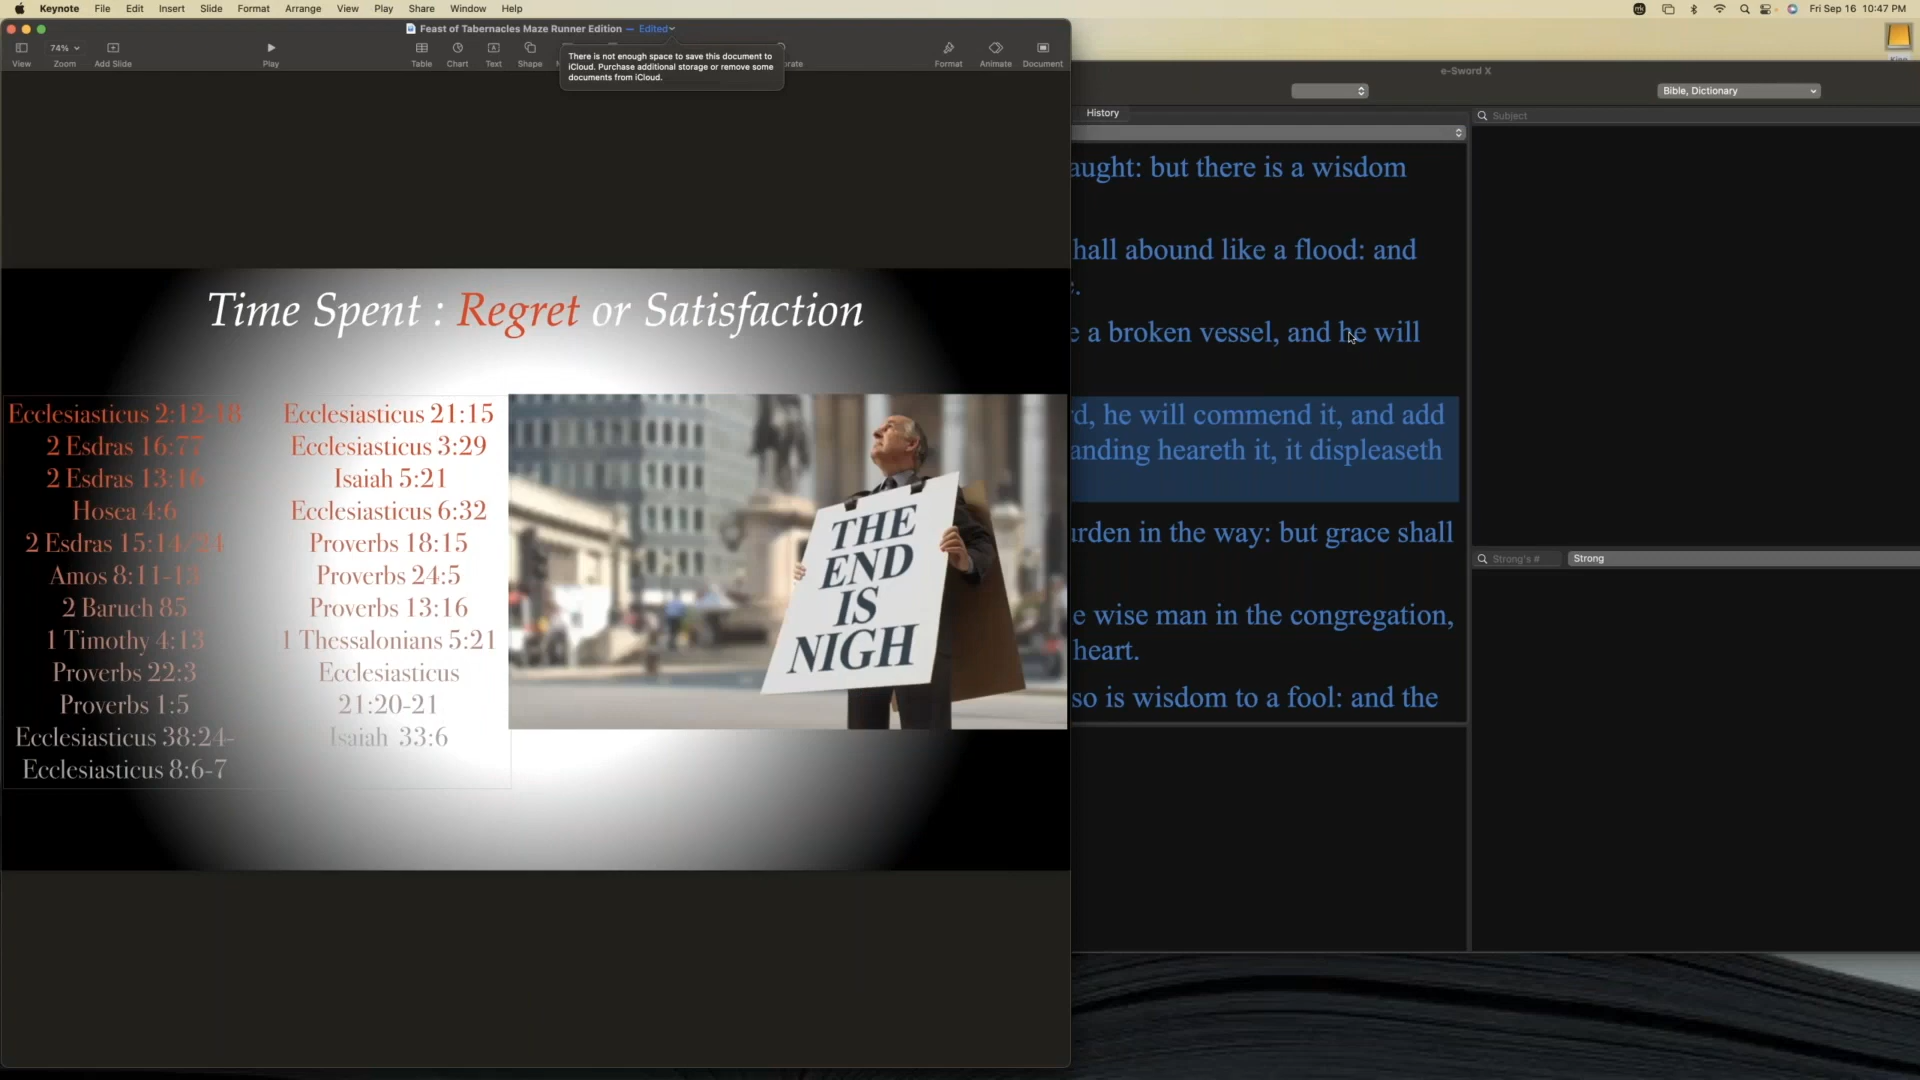 Keynote File Edit Insert Slide Format Arrange View Play Share Window Help
Fri Sep 16 10:47 PM
Feast of Tabernacles Maze Runner Edition — Edited
74%
View Zoom Add Slide Play Table Chart Text Shape Format Animate Document
There is not enough space to save this document to
iCloud. Purchase additional storage or remove some
documents from iCloud.
Time Spent : Regret or Satisfaction
Ecclesiasticus 2:12-18
2 Esdras 16:77
2 Esdras 13:16
Hosea 4:6
2 Esdras 15:14/24
Amos 8:11-13
2 Baruch 85
1 Timothy 4:13
Proverbs 22:3
Proverbs 1:5
Ecclesiasticus 38:24-
Ecclesiasticus 8:6-7
Ecclesiasticus 21:15
Ecclesiasticus 3:29
Isaiah 5:21
Ecclesiasticus 6:32
Proverbs 18:15
Proverbs 24:5
Proverbs 13:16
1 Thessalonians 5:21
Ecclesiasticus
21:20-21
Isaiah 33:6
THE
END
IS
NIGH
e-Sword X
Bible, Dictionary
History
Subject
aught: but there is a wisdom
hall abound like a flood: and
e a broken vessel, and he will
d, he will commend it, and add
anding heareth it, it displeaseth
urden in the way: but grace shall
e wise man in the congregation,
heart.
so is wisdom to a fool: and the
Strong's #
Strong